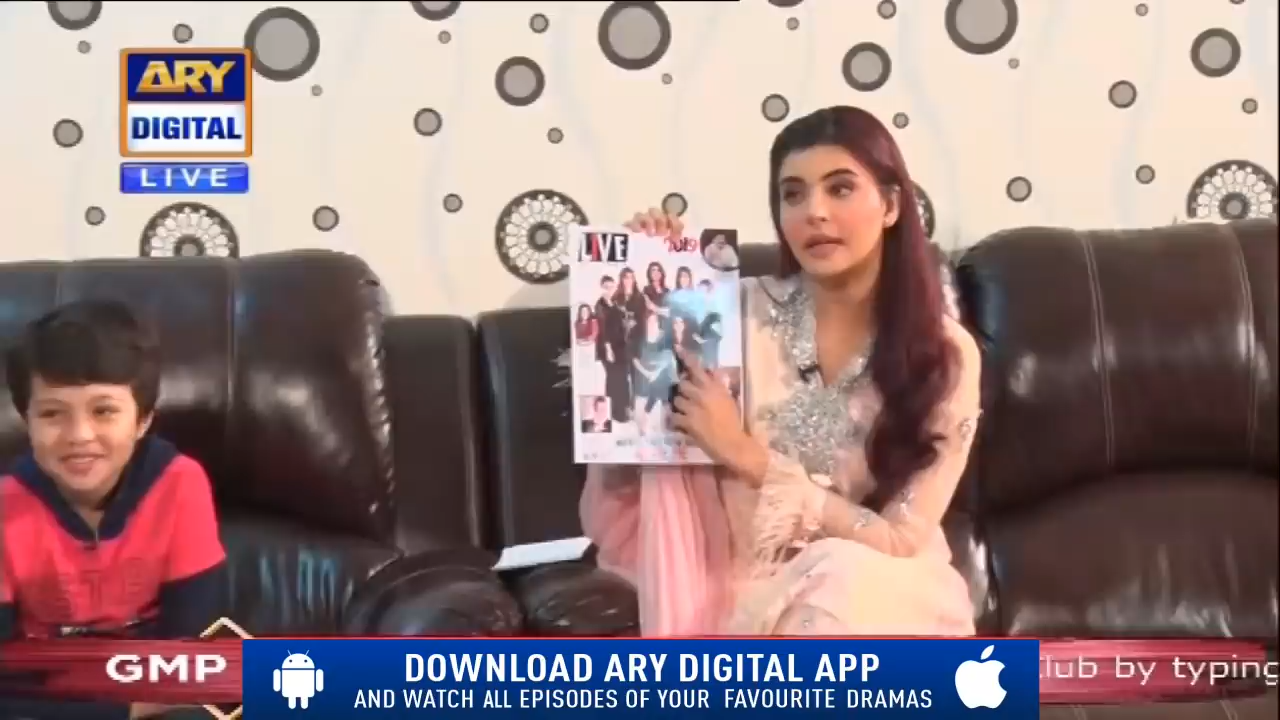 ARY
DIGITAL
LIVE
LIVE
2019
GMP
DOWNLOAD ARY DIGITAL APP
AND WATCH ALL EPISODES OF YOUR FAVOURITE DRAMAS
lub by typing